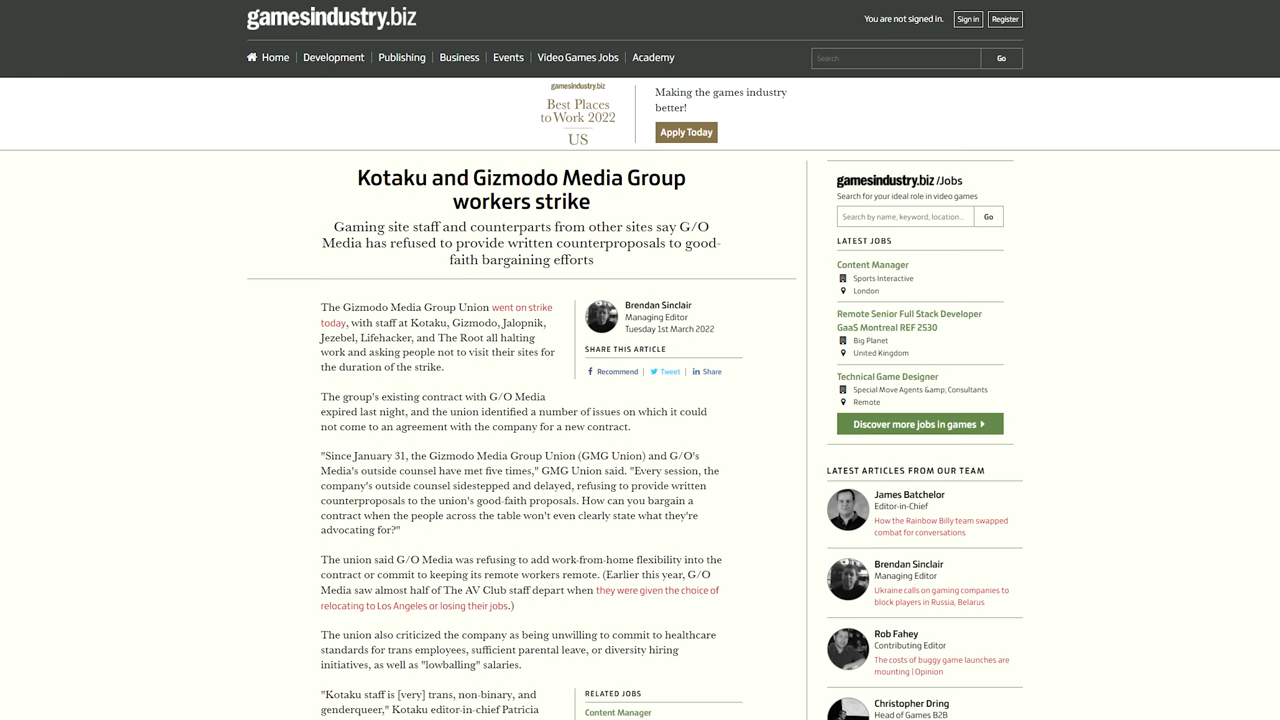 gamesindustry.biz
You are not signed in.
Sign in
Register
Home
Development
Publishing
Business
Events
Video Games Jobs
Academy
Search
Go
gamesindustry.biz
Best Places
to Work 2022
US
Making the games industry
better!
Apply Today
Kotaku and Gizmodo Media Group
workers strike
Gaming site staff and counterparts from other sites say G/O
Media has refused to provide written counterproposals to good-
faith bargaining efforts
The Gizmodo Media Group Union went on strike
today, with staff at Kotaku, Gizmodo, Jalopnik,
Jezebel, Lifehacker, and The Root all halting
work and asking people not to visit their sites for
the duration of the strike.
Brendan Sinclair
Managing Editor
Tuesday 1st March 2022
SHARE THIS ARTICLE
Recommend
Tweet
Share
The group's existing contract with G/O Media
expired last night, and the union identified a number of issues on which it could
not come to an agreement with the company for a new contract.
"Since January 31, the Gizmodo Media Group Union (GMG Union) and G/O's
Media's outside counsel have met five times," GMG Union said. "Every session, the
company's outside counsel sidestepped and delayed, refusing to provide written
counterproposals to the union's good-faith proposals. How can you bargain a
contract when the people across the table won't even clearly state what they're
advocating for?"
The union said G/O Media was refusing to add work-from-home flexibility into the
contract or commit to keeping its remote workers remote. (Earlier this year, G/O
Media saw almost half of The AV Club staff depart when they were given the choice of
relocating to Los Angeles or losing their jobs.)
The union also criticized the company as being unwilling to commit to healthcare
standards for trans employees, sufficient parental leave, or diversity hiring
initiatives, as well as "lowballing" salaries.
"Kotaku staff is [very] trans, non-binary, and
genderqueer," Kotaku editor-in-chief Patricia
RELATED JOBS
Content Manager
gamesindustry.biz /Jobs
Search for your ideal role in video games
Search by name, keyword, location...
Go
LATEST JOBS
Content Manager
Sports Interactive
London
Remote Senior Full Stack Developer
GaaS Montreal REF 2530
Big Planet
United Kingdom
Technical Game Designer
Special Move Agents &amp; Consultants
Remote
Discover more jobs in games
LATEST ARTICLES FROM OUR TEAM
James Batchelor
Editor-in-Chief
How the Rainbow Billy team swapped
combat for conversations
Brendan Sinclair
Managing Editor
Ukraine calls on gaming companies to
block players in Russia, Belarus
Rob Fahey
Contributing Editor
The costs of buggy game launches are
mounting | Opinion
Christopher Dring
Head of Games B2B